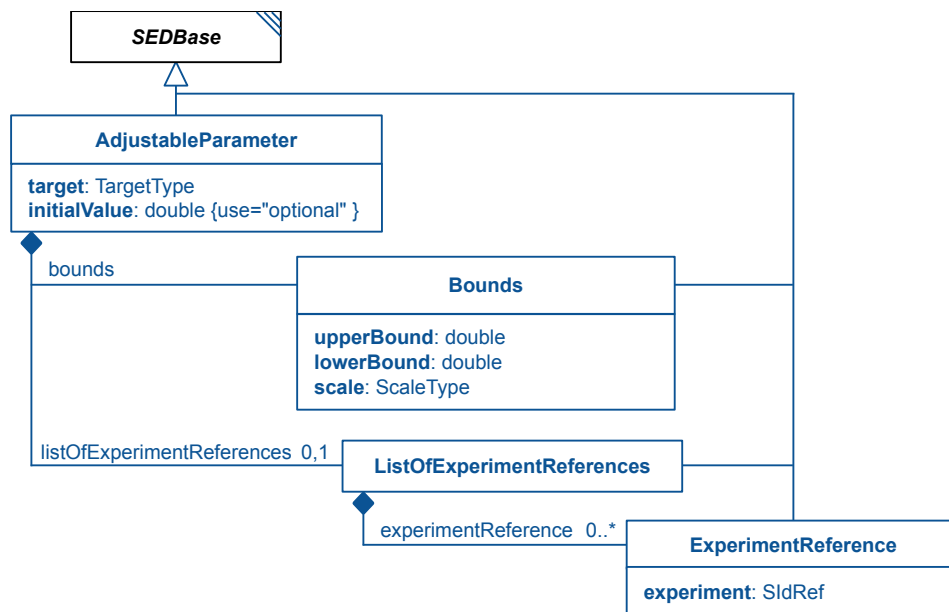 SEDBase
AdjustableParameter
target: TargetType
initialValue: double {use="optional" }
bounds
Bounds
upperBound: double
lowerBound: double
scale: ScaleType
listOfExperimentReferences 0,1
ListOfExperimentReferences
experimentReference 0..*
ExperimentReference
experiment: SIdRef